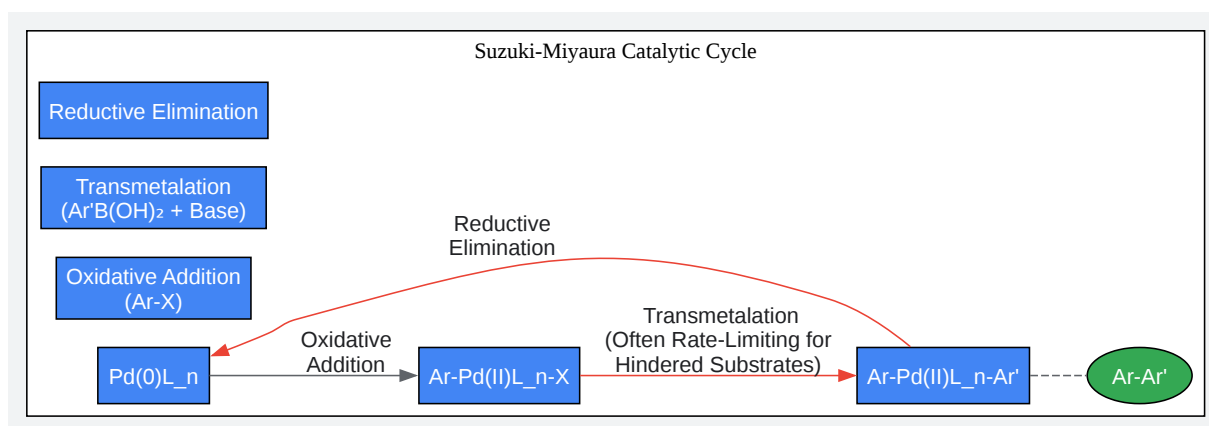 Suzuki-Miyaura Catalytic Cycle
Reductive Elimination
Transmetalation
(Ar'B(OH)₂ + Base)
Oxidative Addition
(Ar-X)
Reductive
Elimination
Oxidative
Addition
Transmetalation
(Often Rate-Limiting for
Hindered Substrates)
Pd(0)L_n
Ar-Pd(II)L_n-X
Ar-Pd(II)L_n-Ar'
Ar-Ar'